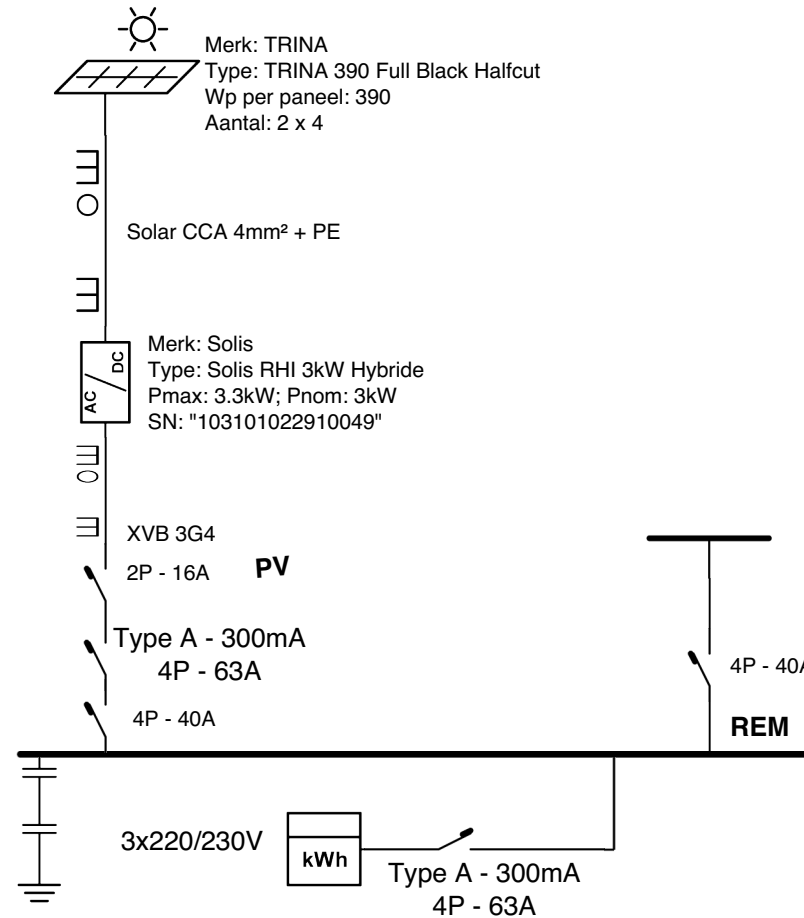 Merk: TRINA
Type: TRINA 390 Full Black Halfcut
Wp per paneel: 390
Aantal: 2 x 4
Solar CCA 4mm² + PE
Merk: Solis
Type: Solis RHI 3kW Hybride
Pmax: 3.3kW; Pnom: 3kW
SN: "103101022910049"
AC
DC
XVB 3G4
2P - 16A
PV
Type A - 300mA
4P - 63A
4P - 40A
4P - 40A
REM
3x220/230V
kWh
Type A - 300mA
4P - 63A